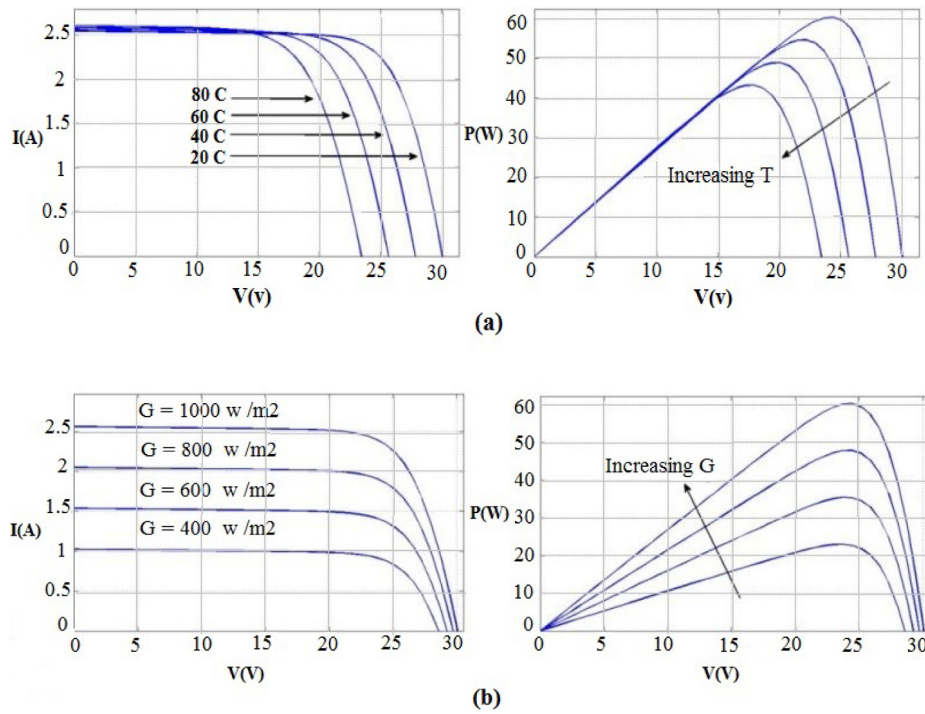 2.5
2
1.5
1
0.5
0
I(A)
80 C
60 C
40 C
20 C
0 5 10 15 20 25 30
V(v)
60
50
40
30
20
10
0
P(W)
Increasing T
0 5 10 15 20 25 30
V(v)
(a)
2.5
2
1.5
1
0.5
0
I(A)
G = 1000 w /m2
G = 800 w/m2
G = 600 w/m2
G = 400 w/m2
0 5 10 15 20 25 30
V(V)
60
50
40
30
20
10
0
P(W)
Increasing G
0 5 10 15 20 25 30
V(V)
(b)